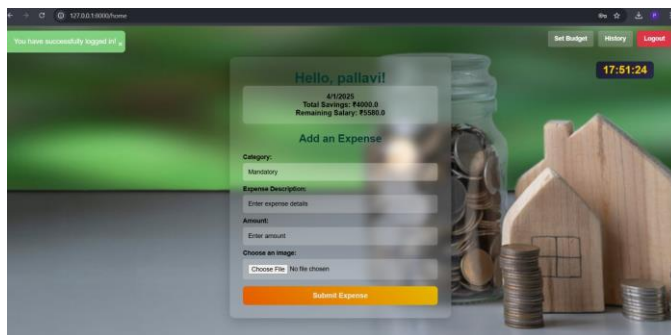 127.0.0.1:8000/home
You have successfully logged in! ×
Set Budget
History
Logout
17:51:24
Hello, pallavi!
4/1/2025
Total Savings: ₹4000.0
Remaining Salary: ₹5580.0
Add an Expense
Category:
Mandatory
Expense Description:
Enter expense details
Amount:
Enter amount
Choose an image:
Choose File No file chosen
Submit Expense